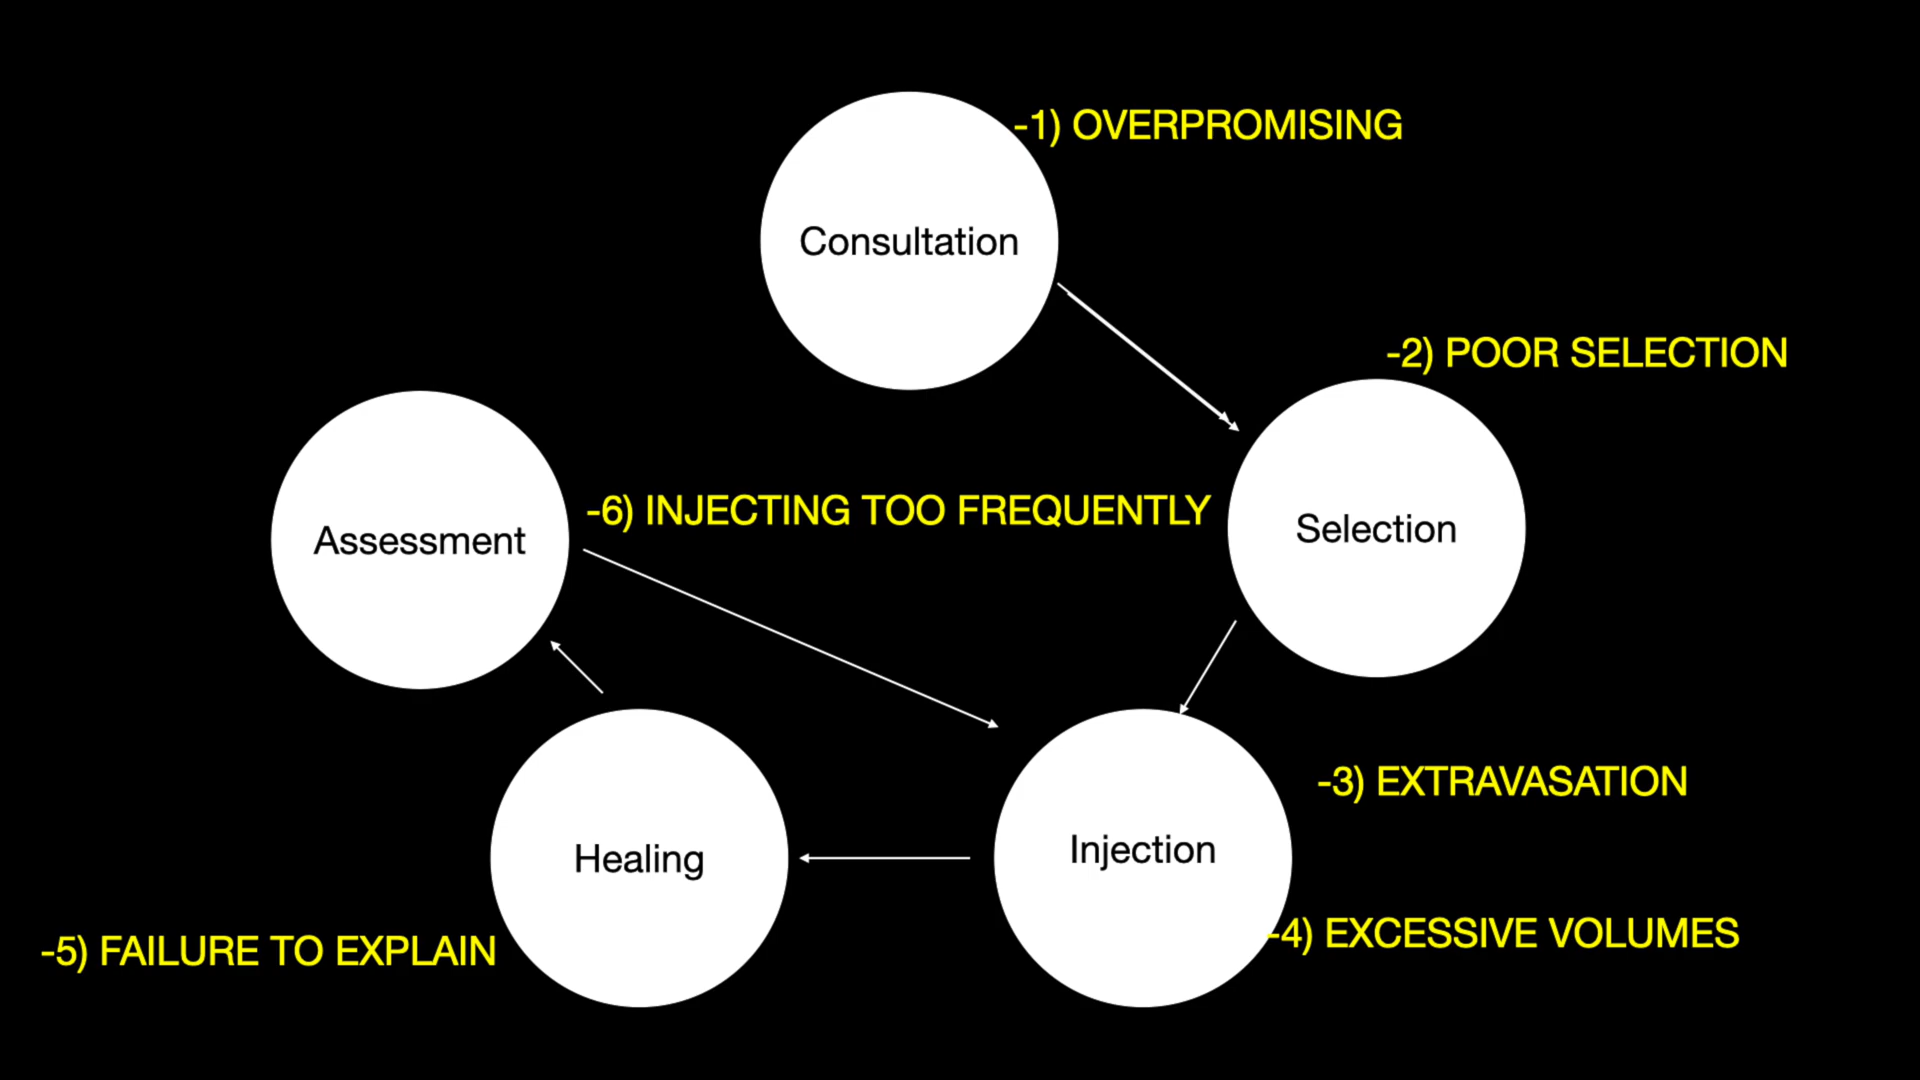 -1) OVERPROMISING
Consultation
-2) POOR SELECTION
-6) INJECTING TOO FREQUENTLY
Selection
Assessment
-3) EXTRAVASATION
Injection
Healing
-4) EXCESSIVE VOLUMES
-5) FAILURE TO EXPLAIN